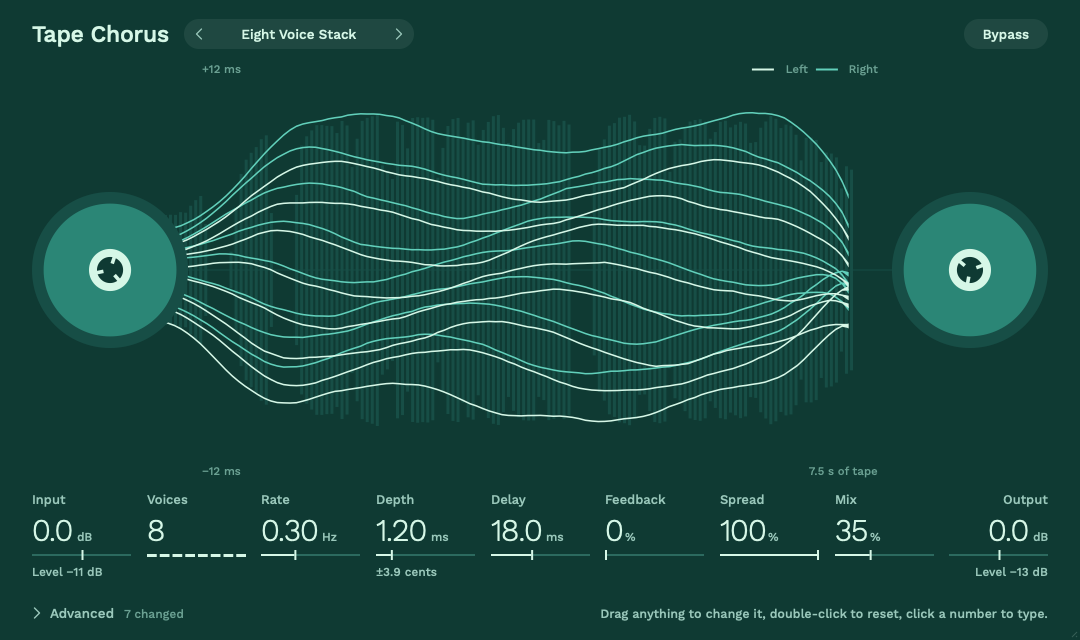 Tape Chorus
Eight Voice Stack
Bypass
+12 ms
Left
Right
−12 ms
7.5 s of tape
Input
Voices
Rate
Depth
Delay
Feedback
Spread
Mix
Output
0.0 dB
8
0.30 Hz
1.20 ms
18.0 ms
0%
100%
35%
0.0 dB
Level −11 dB
±3.9 cents
Level −13 dB
Advanced
7 changed
Drag anything to change it, double-click to reset, click a number to type.